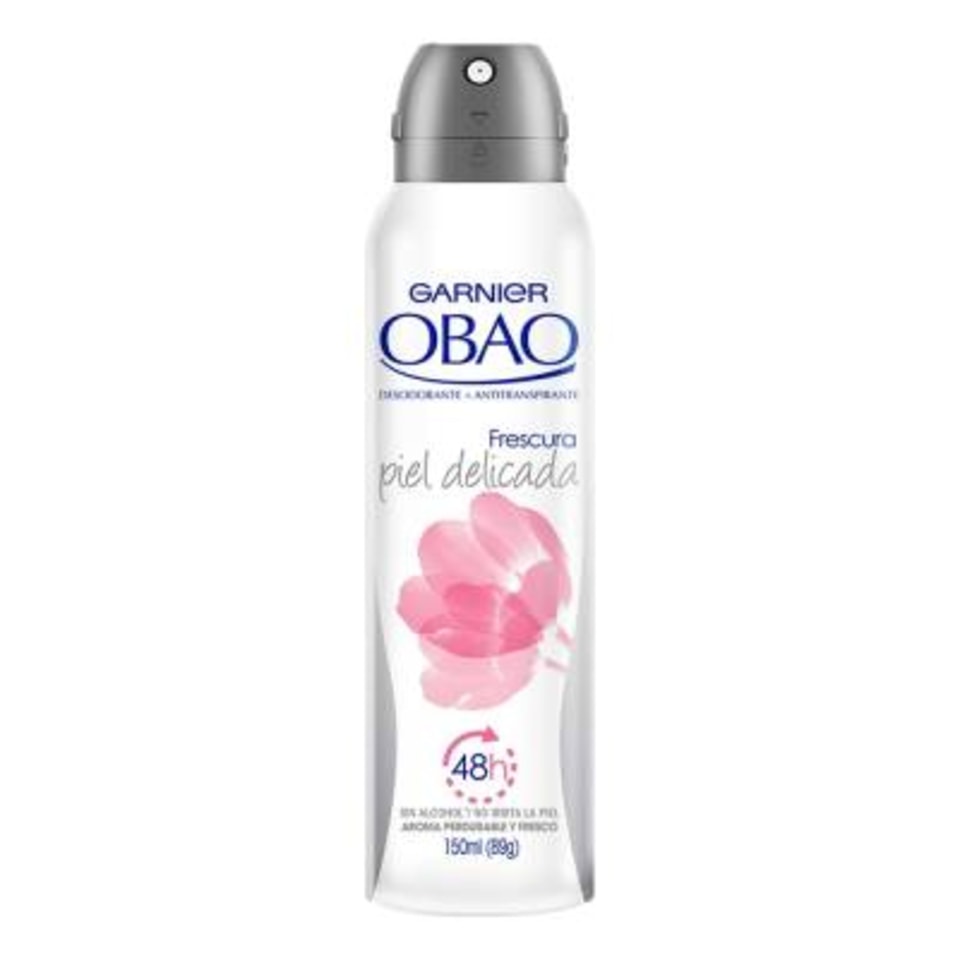 GARNIER
OBAO
DESODORANTE + ANTITRANSPIRANTE
Frescura
piel delicada
48h
SIN ALCOHOL / NO IRRITA LA PIEL
AROMA PERDURABLE Y FRESCO
150ml (89g)